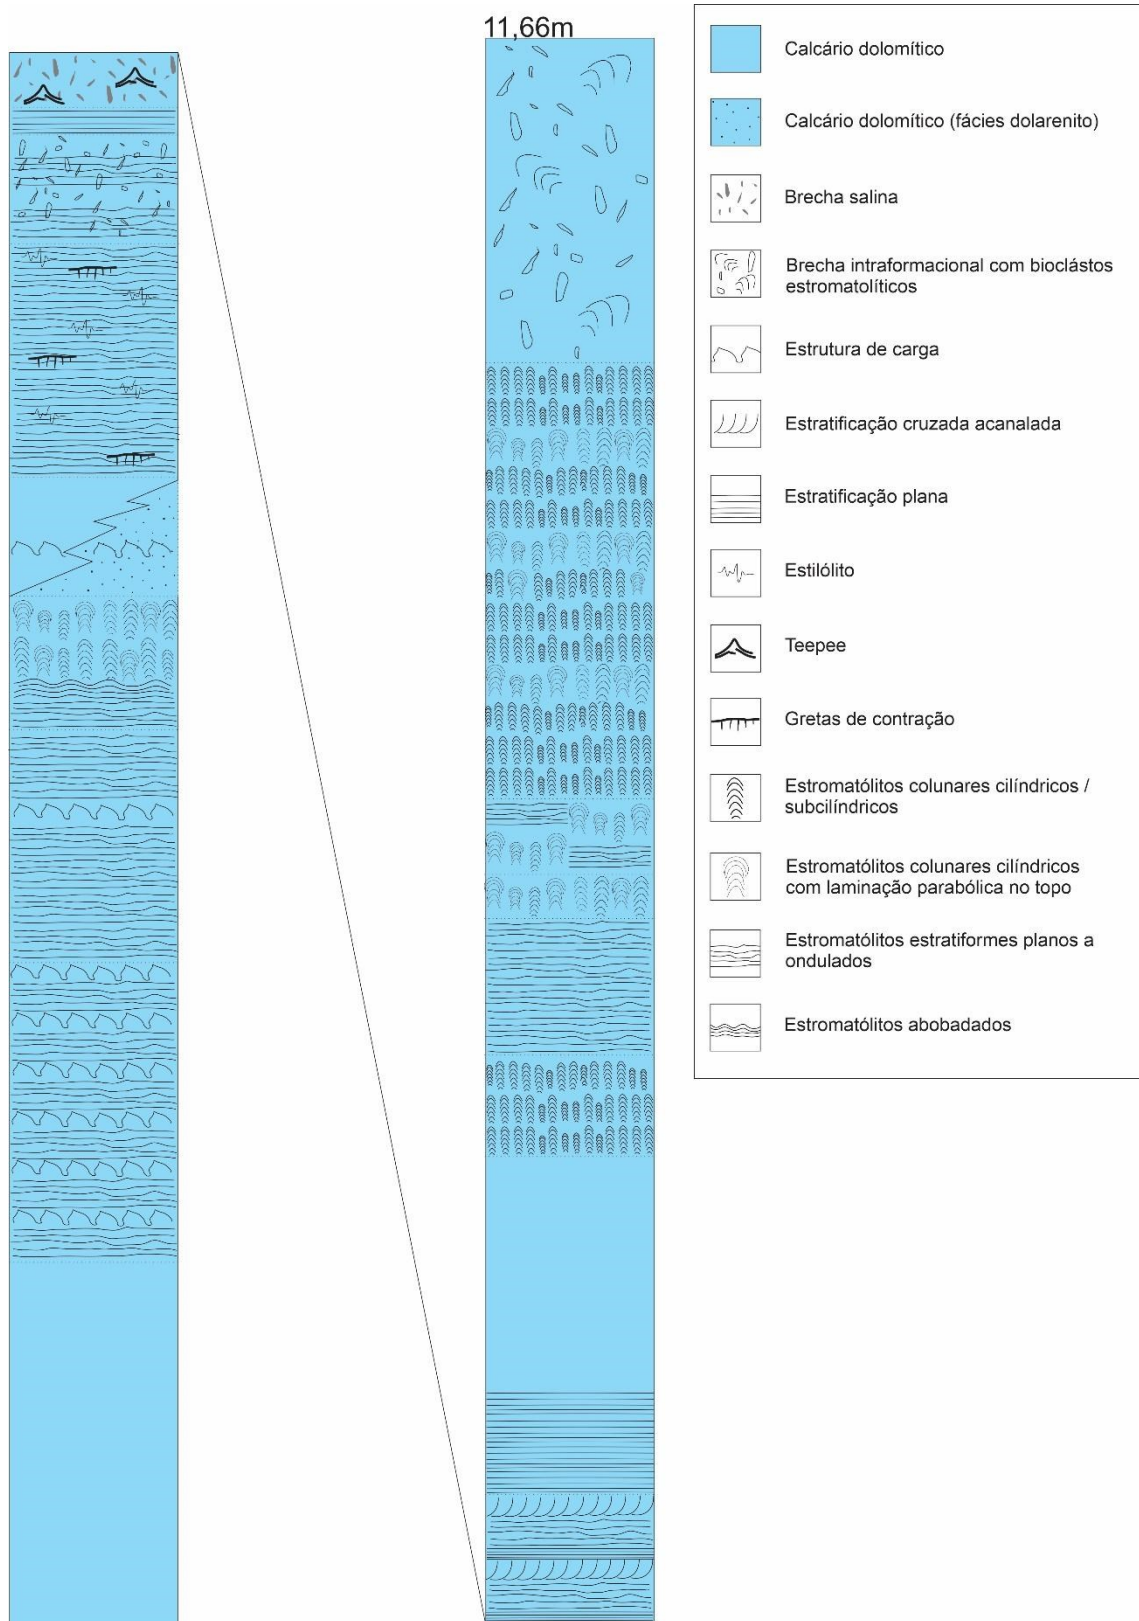 11,66m
Calcário dolomítico
Calcário dolomítico (fácies dolarenito)
Brecha salina
Brecha intraformacional com bioclástos
estromatolíticos
Estrutura de carga
Estratificação cruzada acanalada
Estratificação plana
Estilólito
Teepee
Gretas de contração
Estromatólitos colunares cilíndricos /
subcilíndricos
Estromatólitos colunares cilíndricos
com laminação parabólica no topo
Estromatólitos estratiformes planos a
ondulados
Estromatólitos abobadados